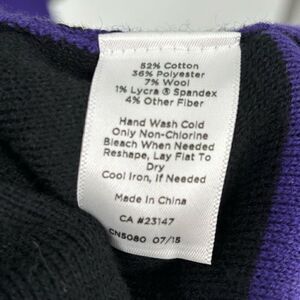 52% Cotton
36% Polyester
7% Wool
1% Lycra ® Spandex
4% Other Fiber
Hand Wash Cold
Only Non-Chlorine
Bleach When Needed
Reshape, Lay Flat To
Dry
Cool Iron, If Needed
Made in China
CA #23147
CN5080 07/15